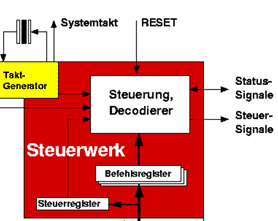 Systemtakt
RESET
Takt-
Generator
Steuerung,
Decodierer
Status-
Signale
Steuer-
Signale
Steuerwerk
Befehlsregister
Steuerregister